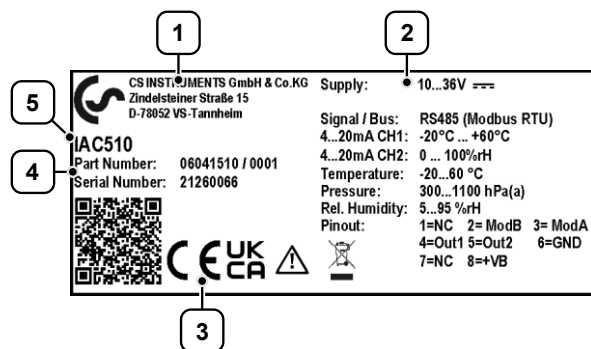 1
2
CS INSTRUMENTS GmbH & Co.KG
Zindelsteiner Straße 15
D-78052 VS-Tannheim
5
IAC510
4
Part Number: 06041510 / 0001
Serial Number: 21260066
CE UK CA
3
Supply: 10...36V
Signal / Bus: RS485 (Modbus RTU)
4...20mA CH1: -20°C ... +60°C
4...20mA CH2: 0 ... 100%rH
Temperature: -20...60 °C
Pressure: 300...1100 hPa(a)
Rel. Humidity: 5...95 %rH
Pinout: 1=NC 2= ModB 3= ModA
4=Out1 5=Out2 6=GND
7=NC 8=+VB